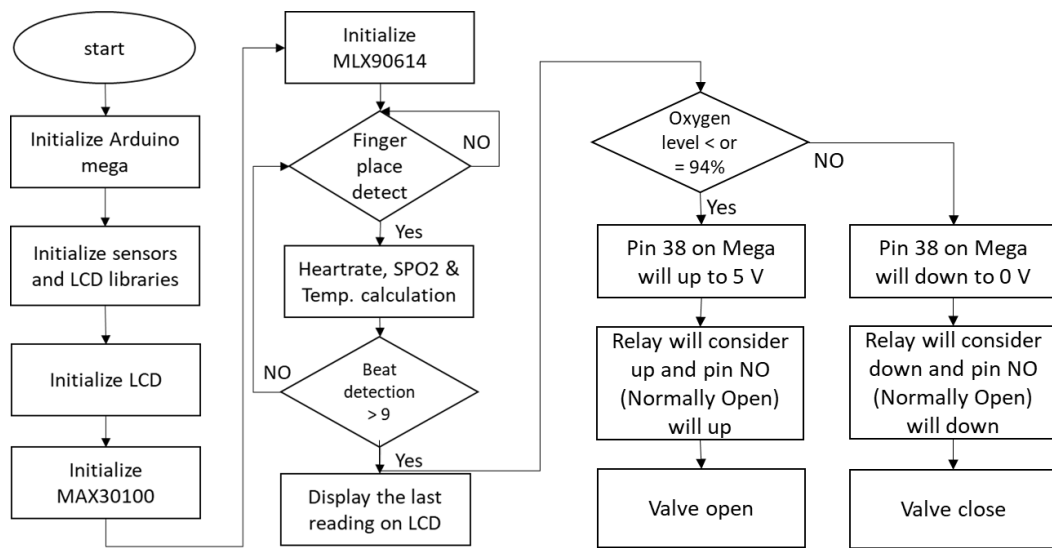 start
Initialize Arduino
mega
Initialize sensors
and LCD libraries
Initialize LCD
Initialize
MAX30100
Initialize
MLX90614
Finger
place
detect
NO
Yes
Heartrate, SPO2 &
Temp. calculation
Beat
detection
> 9
NO
Yes
Display the last
reading on LCD
Oxygen
level < or
= 94%
NO
Yes
Pin 38 on Mega
will up to 5 V
Relay will consider
up and pin NO
(Normally Open)
will up
Valve open
Pin 38 on Mega
will down to 0 V
Relay will consider
down and pin NO
(Normally Open)
will down
Valve close